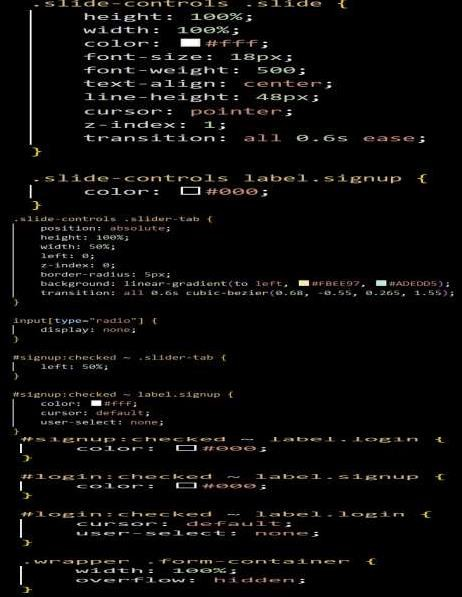 .slide-controls .slide {
height: 100%;
width: 100%;
color: #fff;
font-size: 18px;
font-weight: 500;
text-align: center;
line-height: 48px;
cursor: pointer;
z-index: 1;
transition: all 0.6s ease;
}
.slide-controls label.signup {
color: #000;
}
.slide-controls .slider-tab {
position: absolute;
height: 100%;
width: 50%;
left: 0;
z-index: 0;
border-radius: 5px;
background: linear-gradient(to left, #FBEE97, #ADEDD5);
transition: all 0.6s cubic-bezier(0.68, -0.55, 0.265, 1.55);
}
input[type="radio"] {
display: none;
}
#signup:checked ~ .slider-tab {
left: 50%;
}
#signup:checked ~ label.signup {
color: #fff;
cursor: default;
user-select: none;
}
#signup:checked ~ label.login {
color: #000;
}
#login:checked ~ label.signup {
color: #000;
}
#login:checked ~ label.login {
cursor: default;
user-select: none;
}
.wrapper .form-container {
width: 100%;
overflow: hidden;
}